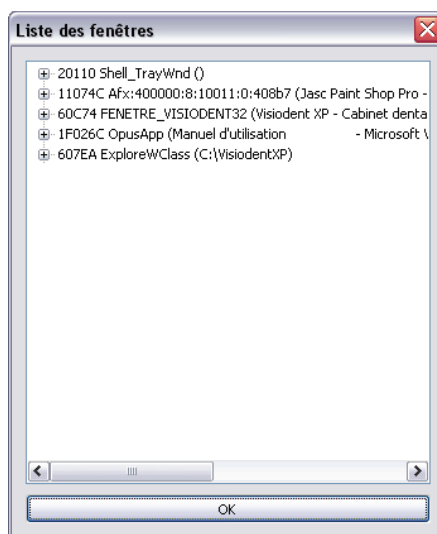 Liste des fenêtres
20110 Shell_TrayWnd ()
11074C Afx:400000:8:10011:0:408b7 (Jasc Paint Shop Pro -
60C74 FENETRE_VISIODENT32 (Visiodent XP - Cabinet denta
1F026C OpusApp (Manuel d'utilisation - Microsoft \
607EA ExploreWClass (C:\VisiodentXP)
OK